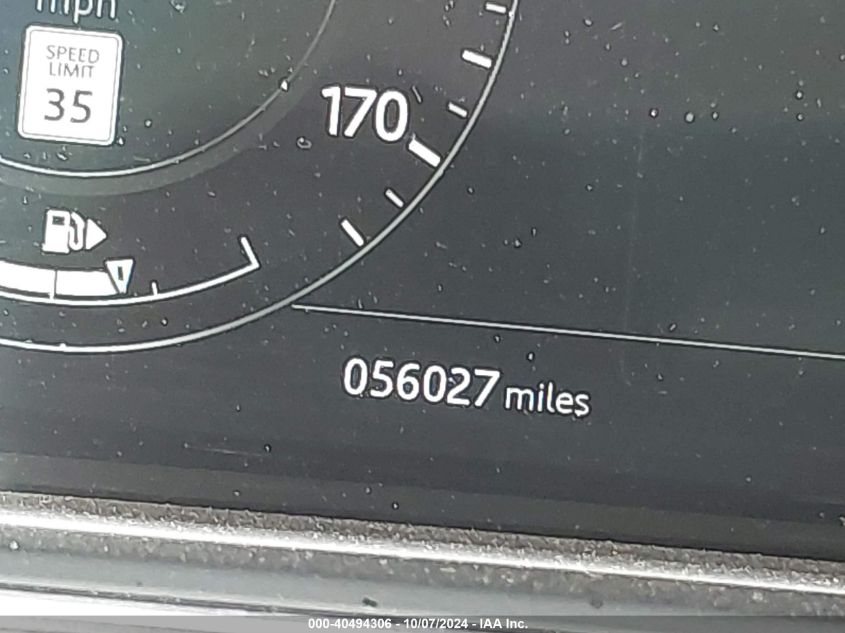 mph
SPEED
LIMIT
35
170
056027 miles
000-40494306 - 10/07/2024 - IAA Inc.